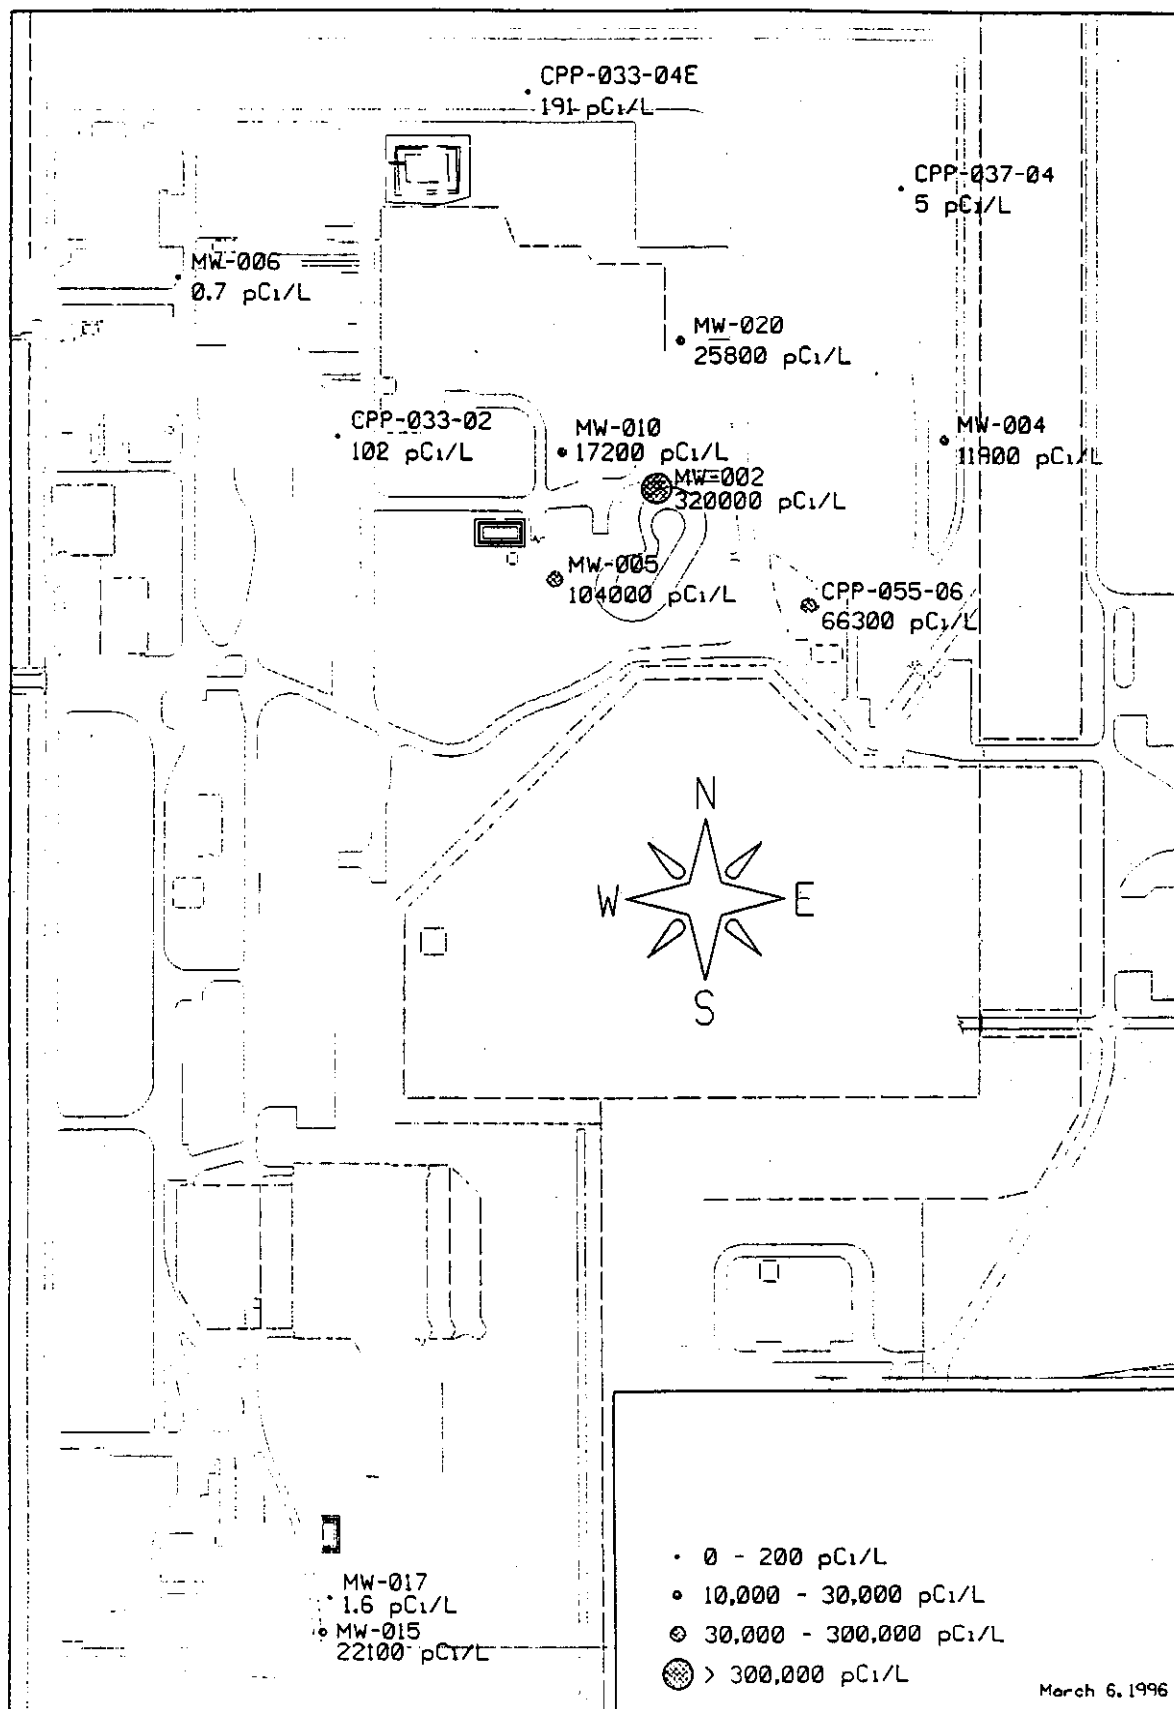 CPP-033-04E
191 pCi/L
CPP-037-04
5 pCi/L
MW-006
0.7 pCi/L
MW-020
25800 pCi/L
CPP-033-02
102 pCi/L
MW-010
17200 pCi/L
MW-004
11800 pCi/L
MW-002
320000 pCi/L
MW-005
104000 pCi/L
CPP-055-06
66300 pCi/L
N
W E
S
MW-017
1.6 pCi/L
MW-015
22100 pCi/L
0 - 200 pCi/L
10,000 - 30,000 pCi/L
30,000 - 300,000 pCi/L
> 300,000 pCi/L
March 6, 1996